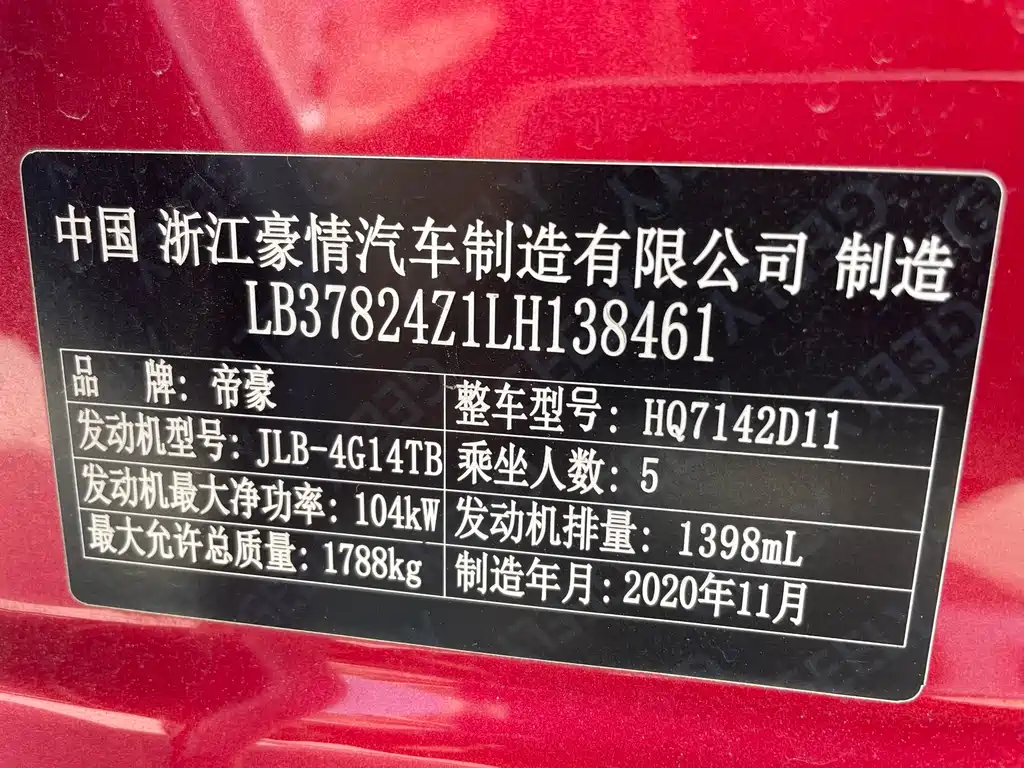 中国 浙江豪情汽车制造有限公司 制造
LB37824Z1LH138461
品 牌: 帝豪 整车型号: HQ7142D11
发动机型号: JLB-4G14TB 乘坐人数: 5
发动机最大净功率: 104kW 发动机排量: 1398mL
最大允许总质量: 1788kg 制造年月: 2020年11月